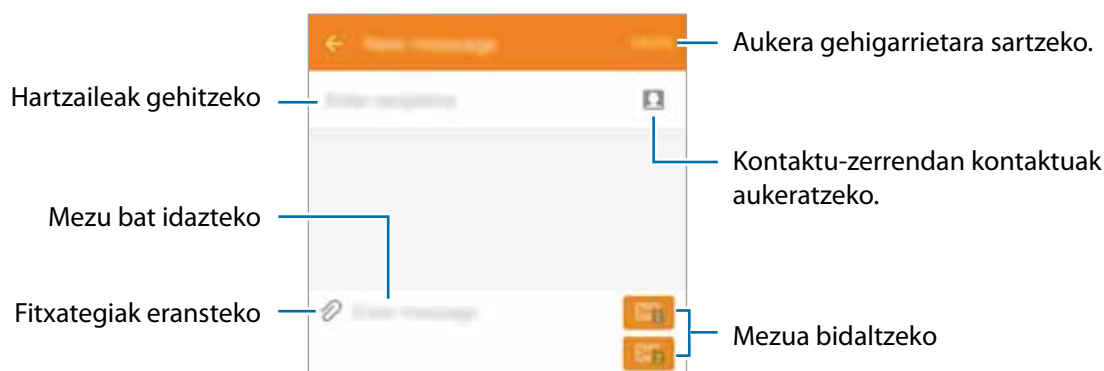 Aukera gehigarrietara sartzeko.
Hartzaileak gehitzeko
Kontaktu-zerrendan kontaktuak
aukeratzeko.
Mezu bat idazteko
Fitxategiak eransteko
Mezua bidaltzeko